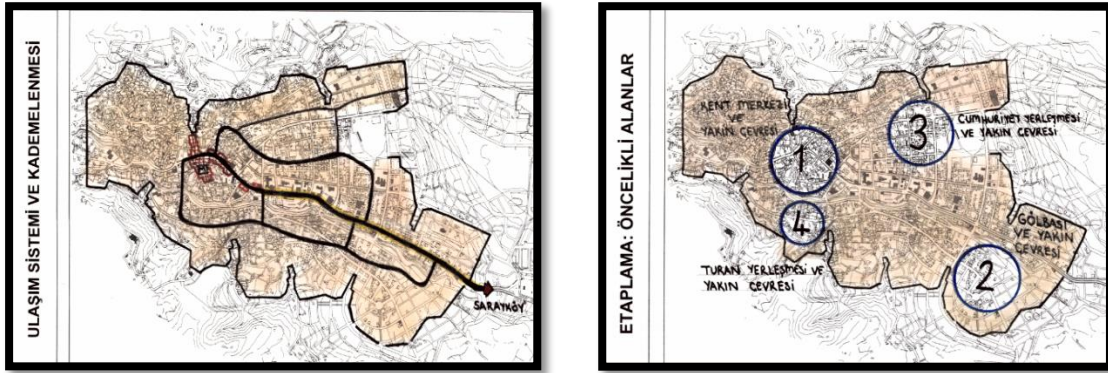 ULAŞIM SİSTEMİ VE KADEMELENMESİ
SARAYKÖY
ETAPLAMA: ÖNCELİKLİ ALANLAR
KENT MERKEZİ
VE
YAKIN ÇEVRESİ
1
3
CUMHURİYET YERLEŞMESİ
VE YAKIN ÇEVRESİ
4
TURAN YERLEŞMESİ VE
YAKIN ÇEVRESİ
GÖLBAŞI
VE YAKIN
ÇEVRESİ
2
GÖL